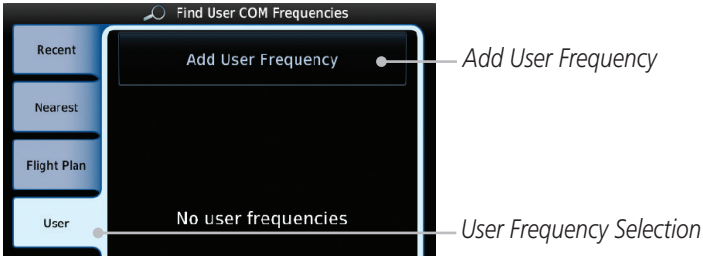 Find User COM Frequencies
Recent
Add User Frequency
Add User Frequency
Nearest
Flight Plan
User
No user frequencies
User Frequency Selection